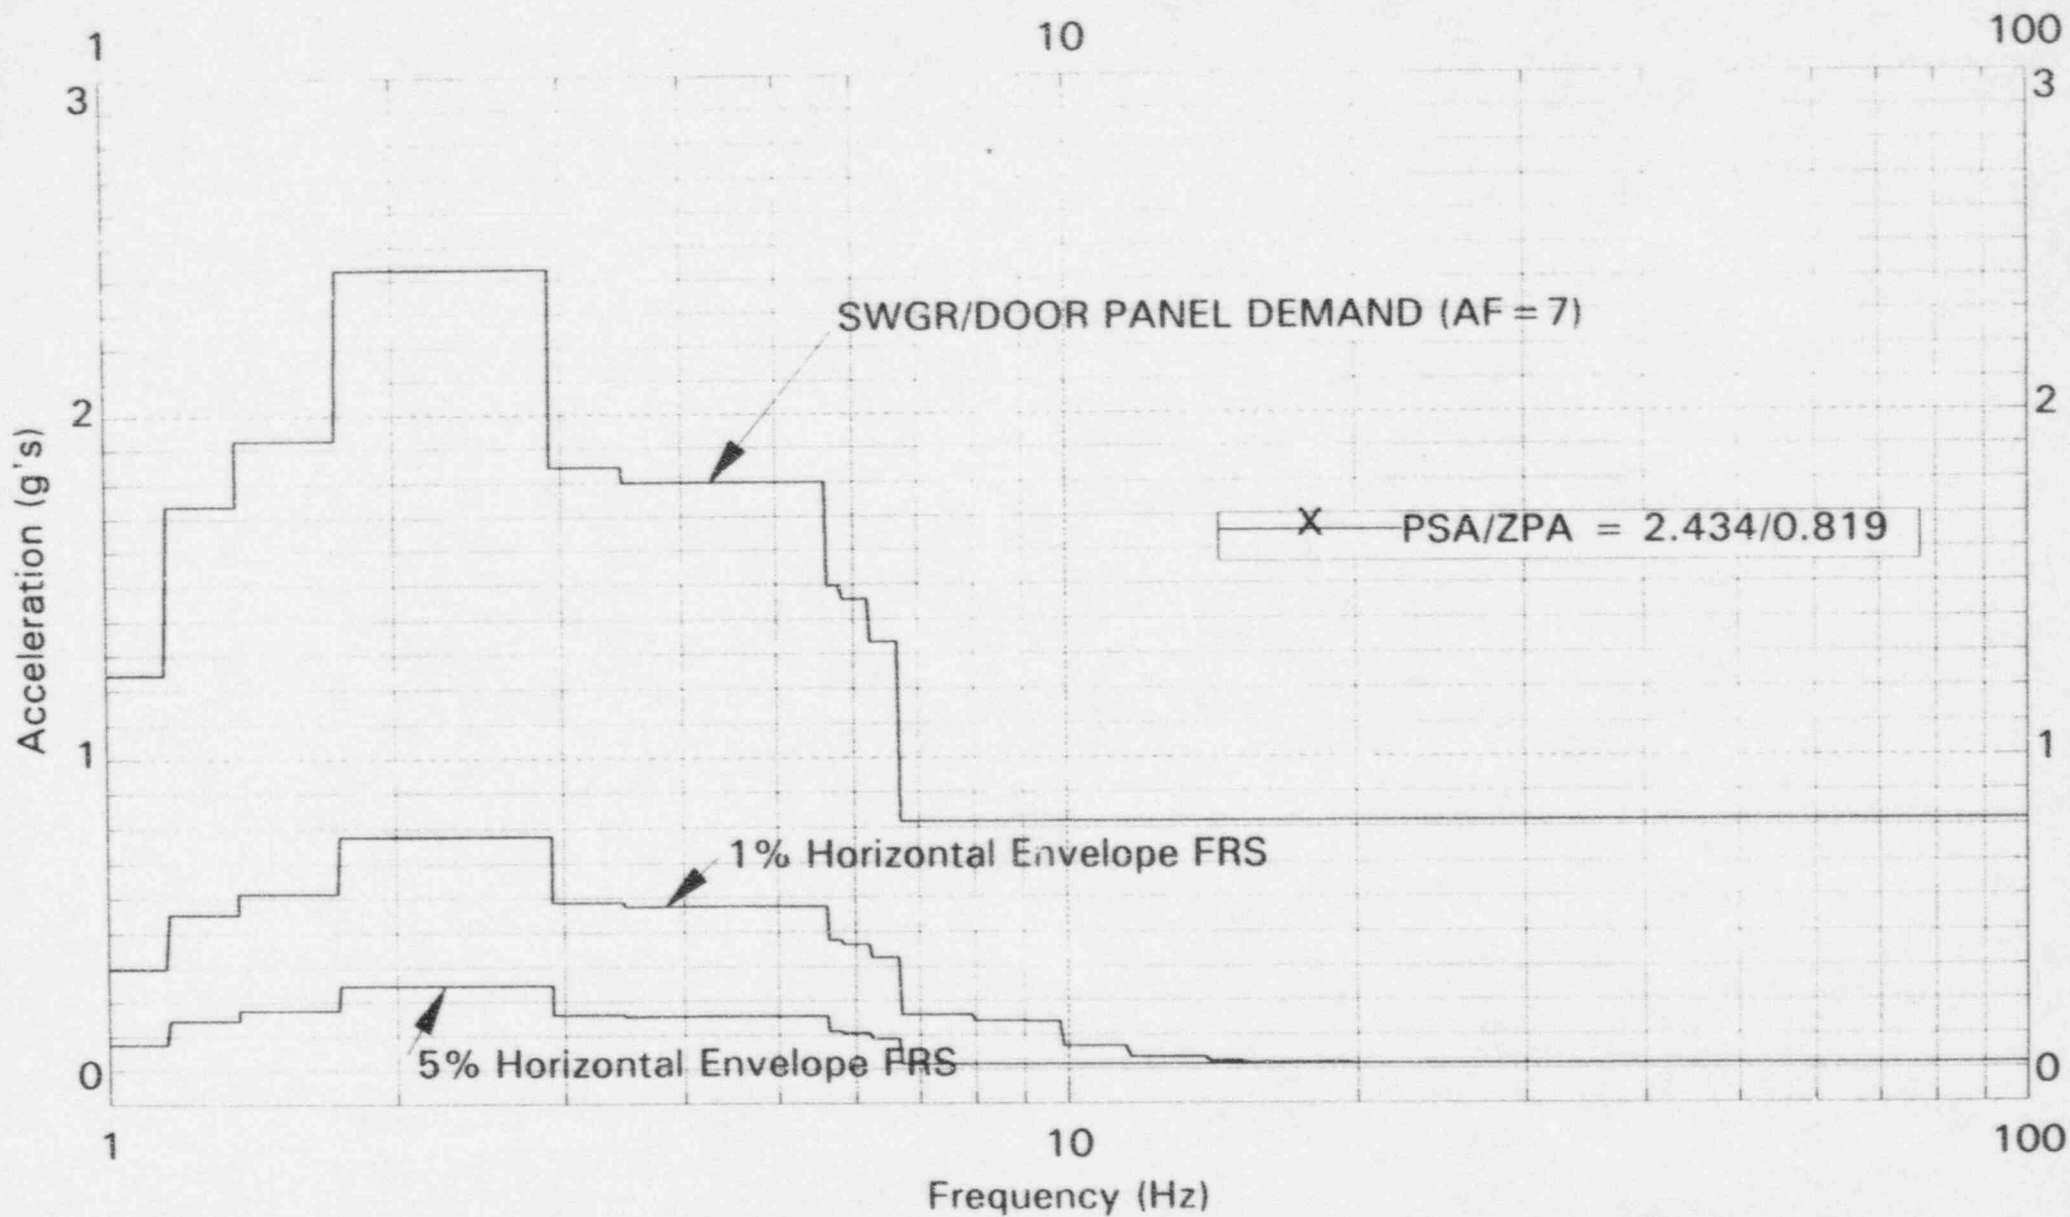 1 10 100
3 3
SWGR/DOOR PANEL DEMAND (AF = 7)
2 2
X PSA/ZPA = 2.434/0.819
Acceleration (g's)
1 1
1% Horizontal Envelope FRS
5% Horizontal Envelope FRS
0 0
1 10 100
Frequency (Hz)